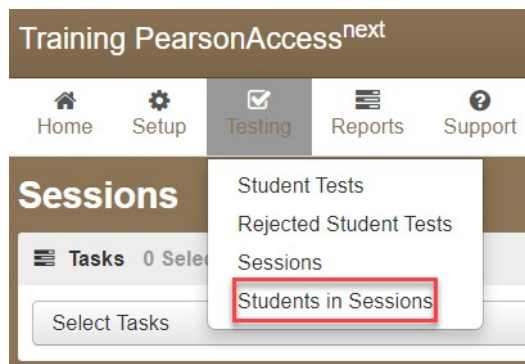 Training PearsonAccessnext
Home Setup Testing Reports Support
Sessions
Student Tests
Rejected Student Tests
Sessions
Students in Sessions
Tasks 0
Select Tasks